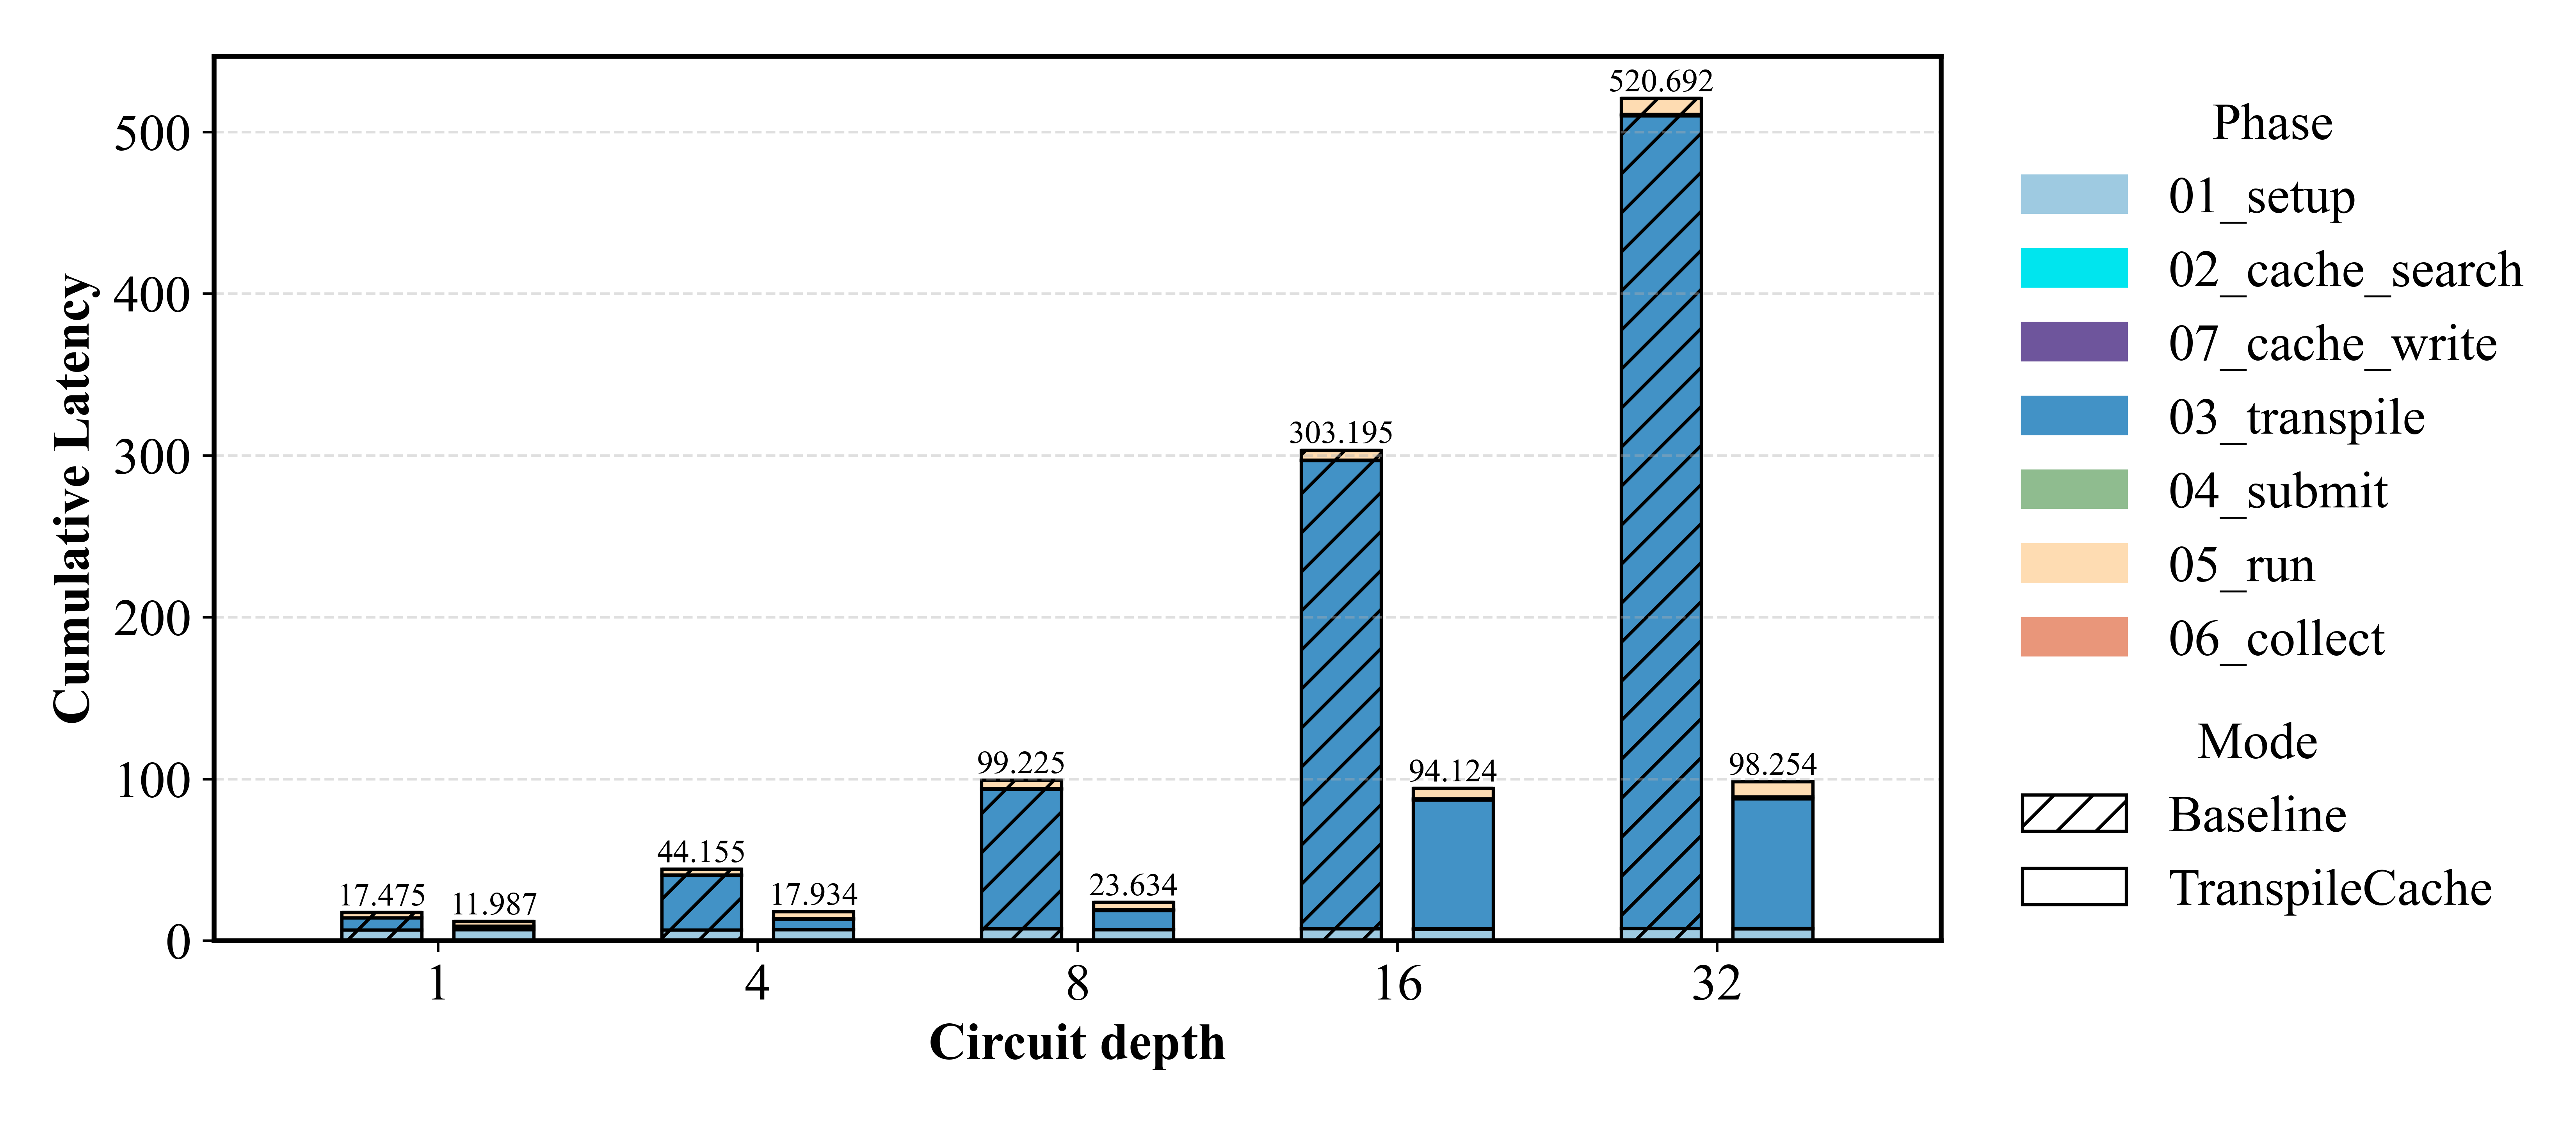 Cumulative Latency
500
400
300
200
100
0
17.475
11.987
44.155
17.934
99.225
23.634
303.195
94.124
520.692
98.254
1
4
8
16
32
Circuit depth
Phase
01_setup
02_cache_search
07_cache_write
03_transpile
04_submit
05_run
06_collect
Mode
Baseline
TranspileCache